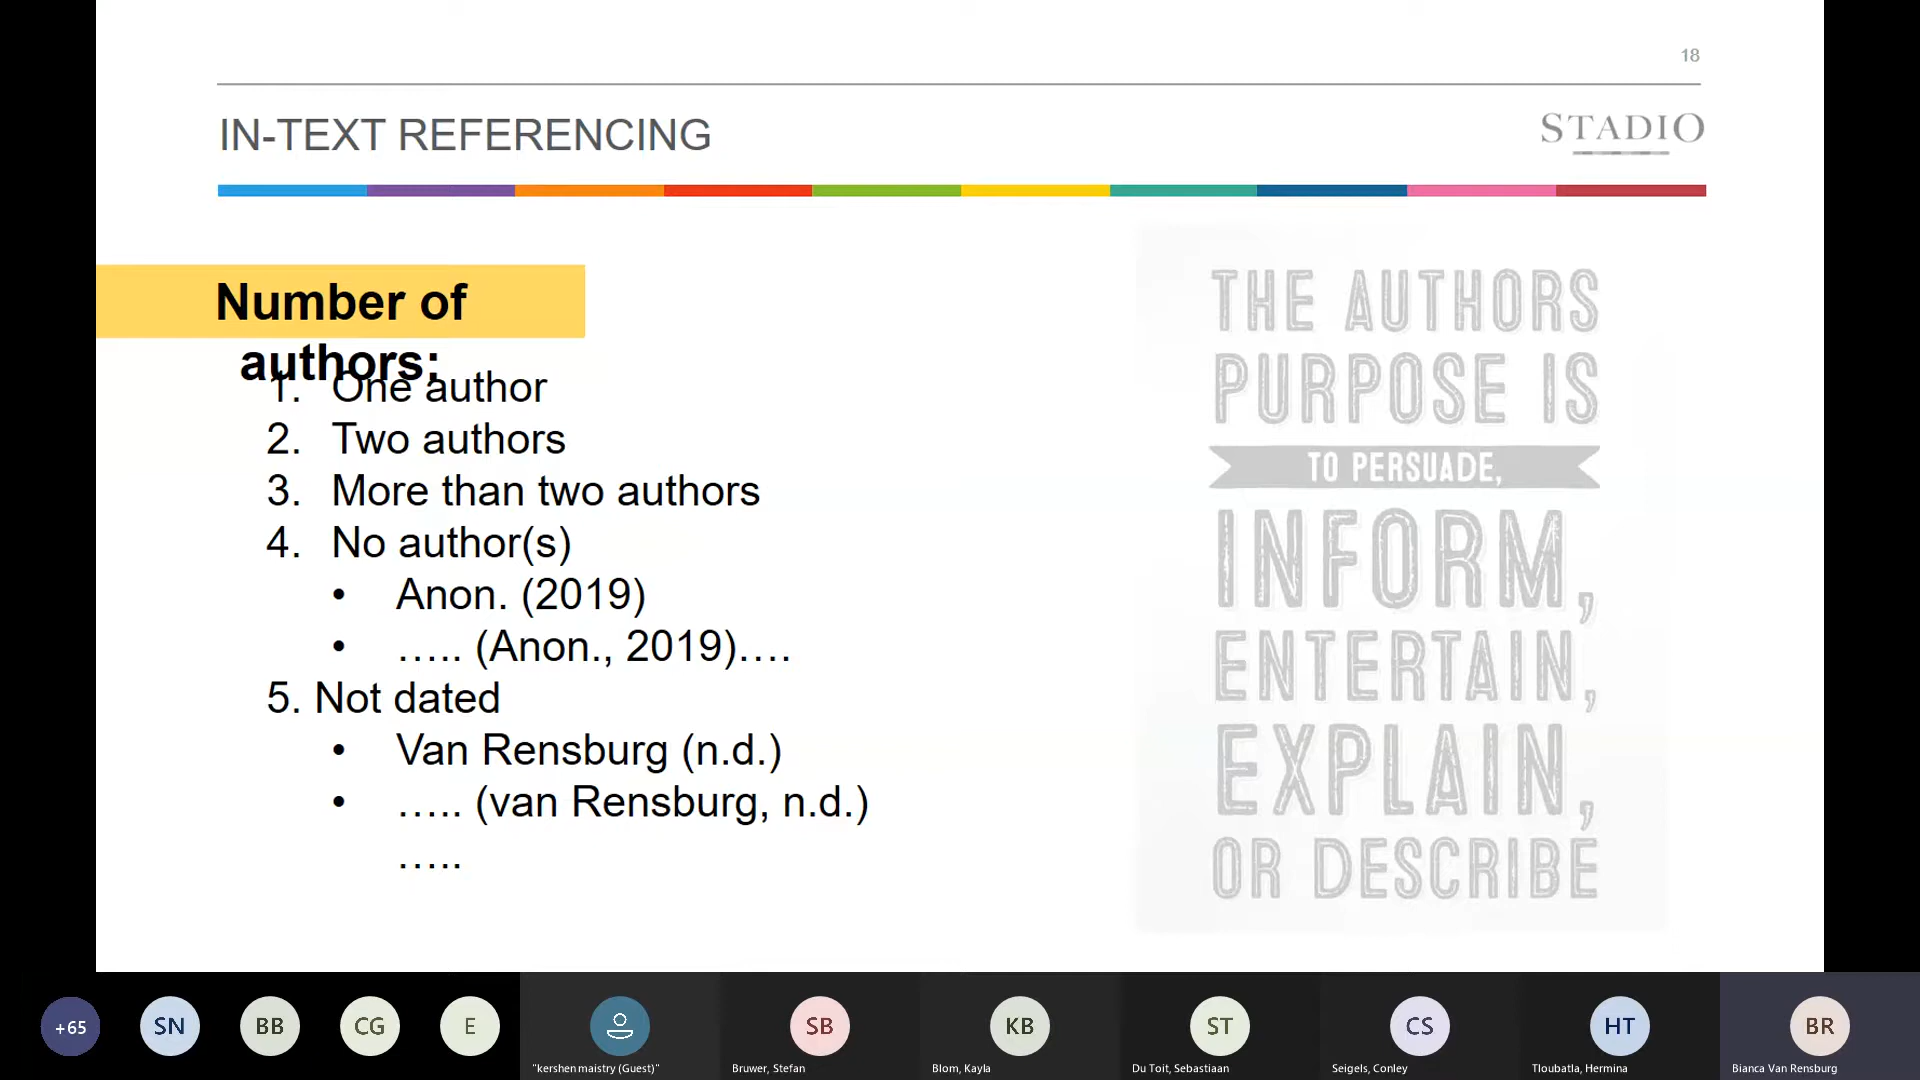 18
IN-TEXT REFERENCING
STADIO
Number of
authors:
1. One author
2. Two authors
3. More than two authors
4. No author(s)
• Anon. (2019)
• ….. (Anon., 2019)….
5. Not dated
• Van Rensburg (n.d.)
• ….. (van Rensburg, n.d.)
…..
THE AUTHORS
PURPOSE IS
TO PERSUADE,
INFORM,
ENTERTAIN,
EXPLAIN,
OR DESCRIBE
+65
SN
BB
CG
E
SB
KB
ST
CS
HT
BR
"kershen maistry (Guest)"
Bruwer, Stefan
Blom, Kayla
Du Toit, Sebastiaan
Seigels, Conley
Tloubatla, Hermina
Bianca Van Rensburg